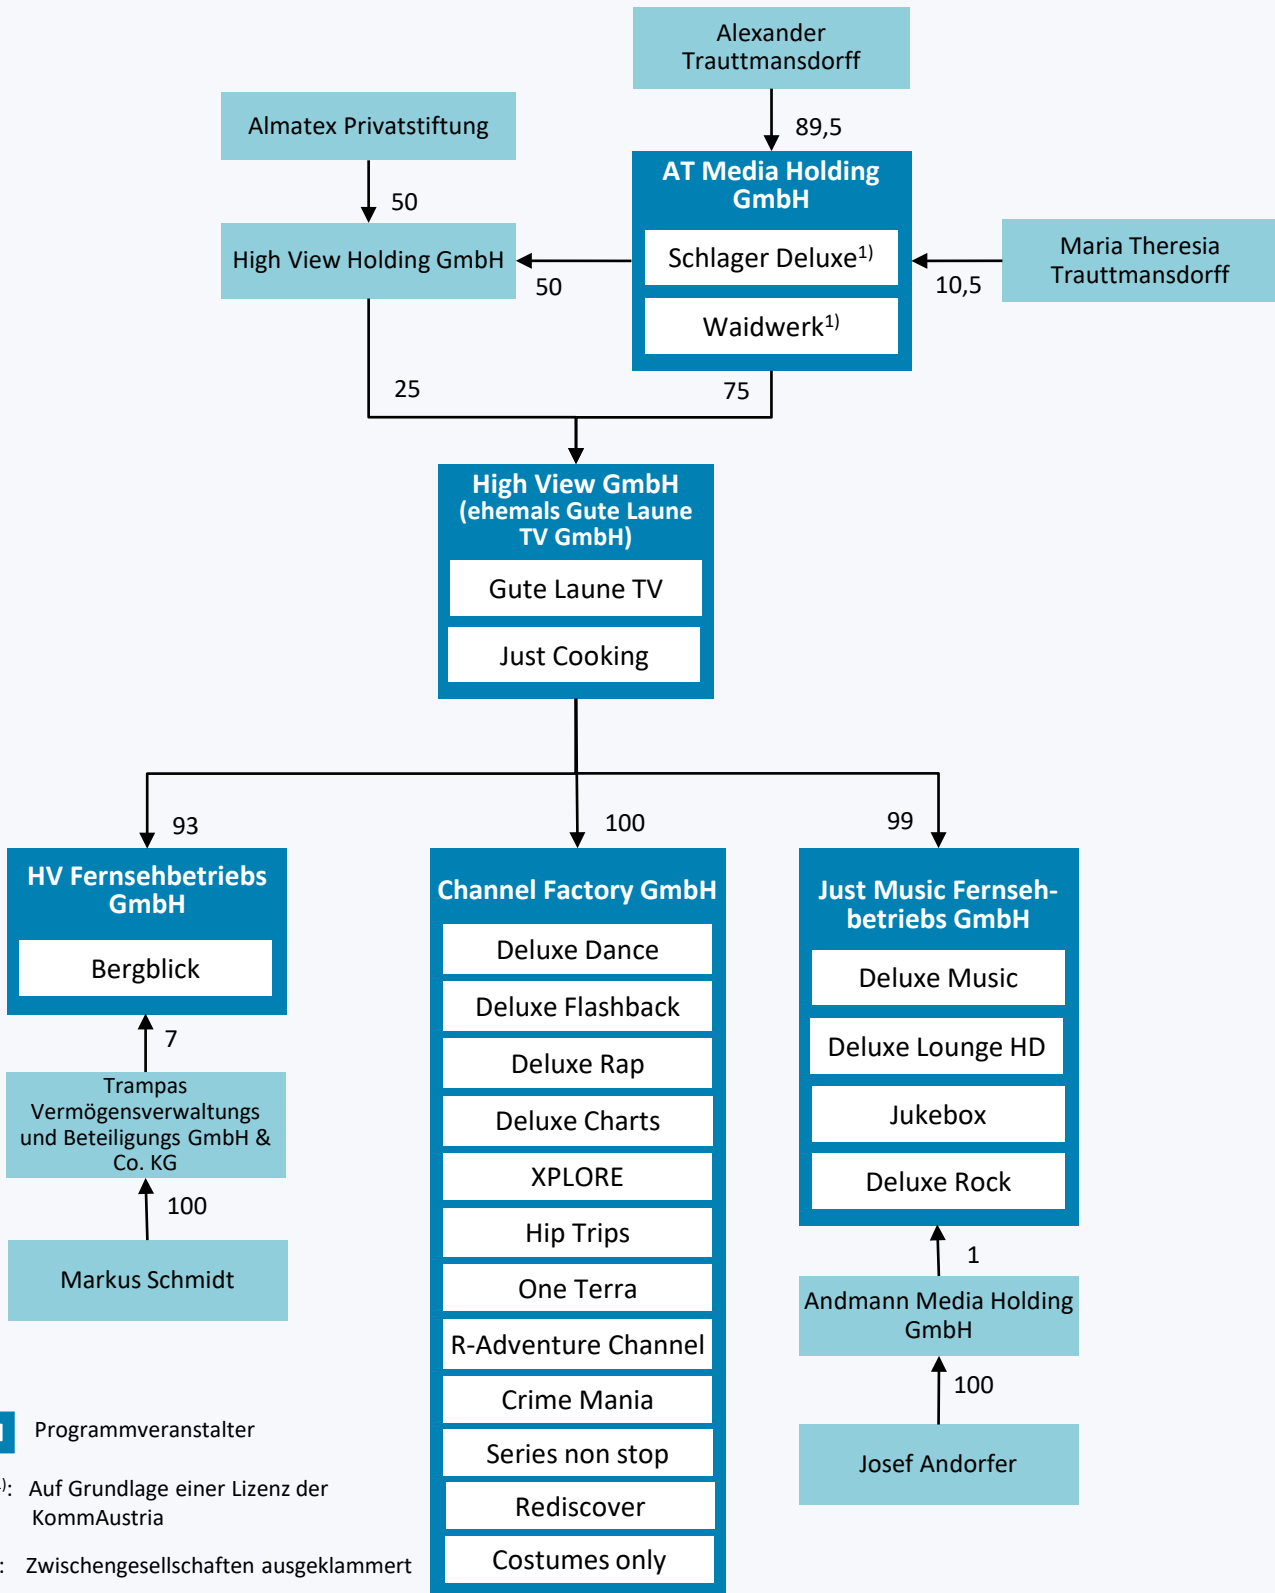 Alexander
Trauttmansdorff
Almatex Privatstiftung
89,5
AT Media Holding
GmbH
50
High View Holding GmbH
Schlager Deluxe1)
Maria Theresia
Trauttmansdorff
50
10,5
Waidwerk1)
25
75
High View GmbH
(ehemals Gute Laune
TV GmbH)
Gute Laune TV
Just Cooking
93
100
99
HV Fernsehbetriebs
GmbH
Bergblick
7
Trampas
Vermögensverwaltungs
und Beteiligungs GmbH &
Co. KG
100
Markus Schmidt
Channel Factory GmbH
Deluxe Dance
Deluxe Flashback
Deluxe Rap
Deluxe Charts
XPLORE
Hip Trips
One Terra
R-Adventure Channel
Crime Mania
Series non stop
Rediscover
Costumes only
Just Music Fernseh-
betriebs GmbH
Deluxe Music
Deluxe Lounge HD
Jukebox
Deluxe Rock
1
Andmann Media Holding
GmbH
100
Josef Andorfer
Programmveranstalter
): Auf Grundlage einer Lizenz der
KommAustria
: Zwischengesellschaften ausgeklammert